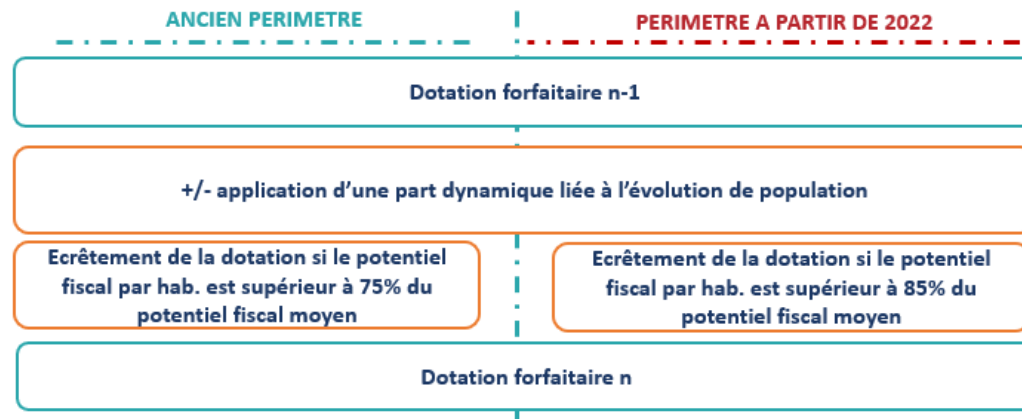 ANCIEN PERIMETRE
PERIMETRE A PARTIR DE 2022
Dotation forfaitaire n-1
+/- application d’une part dynamique liée à l’évolution de population
Ecrêtement de la dotation si le potentiel
fiscal par hab. est supérieur à 75% du
potentiel fiscal moyen
Ecrêtement de la dotation si le potentiel
fiscal par hab. est supérieur à 85% du
potentiel fiscal moyen
Dotation forfaitaire n